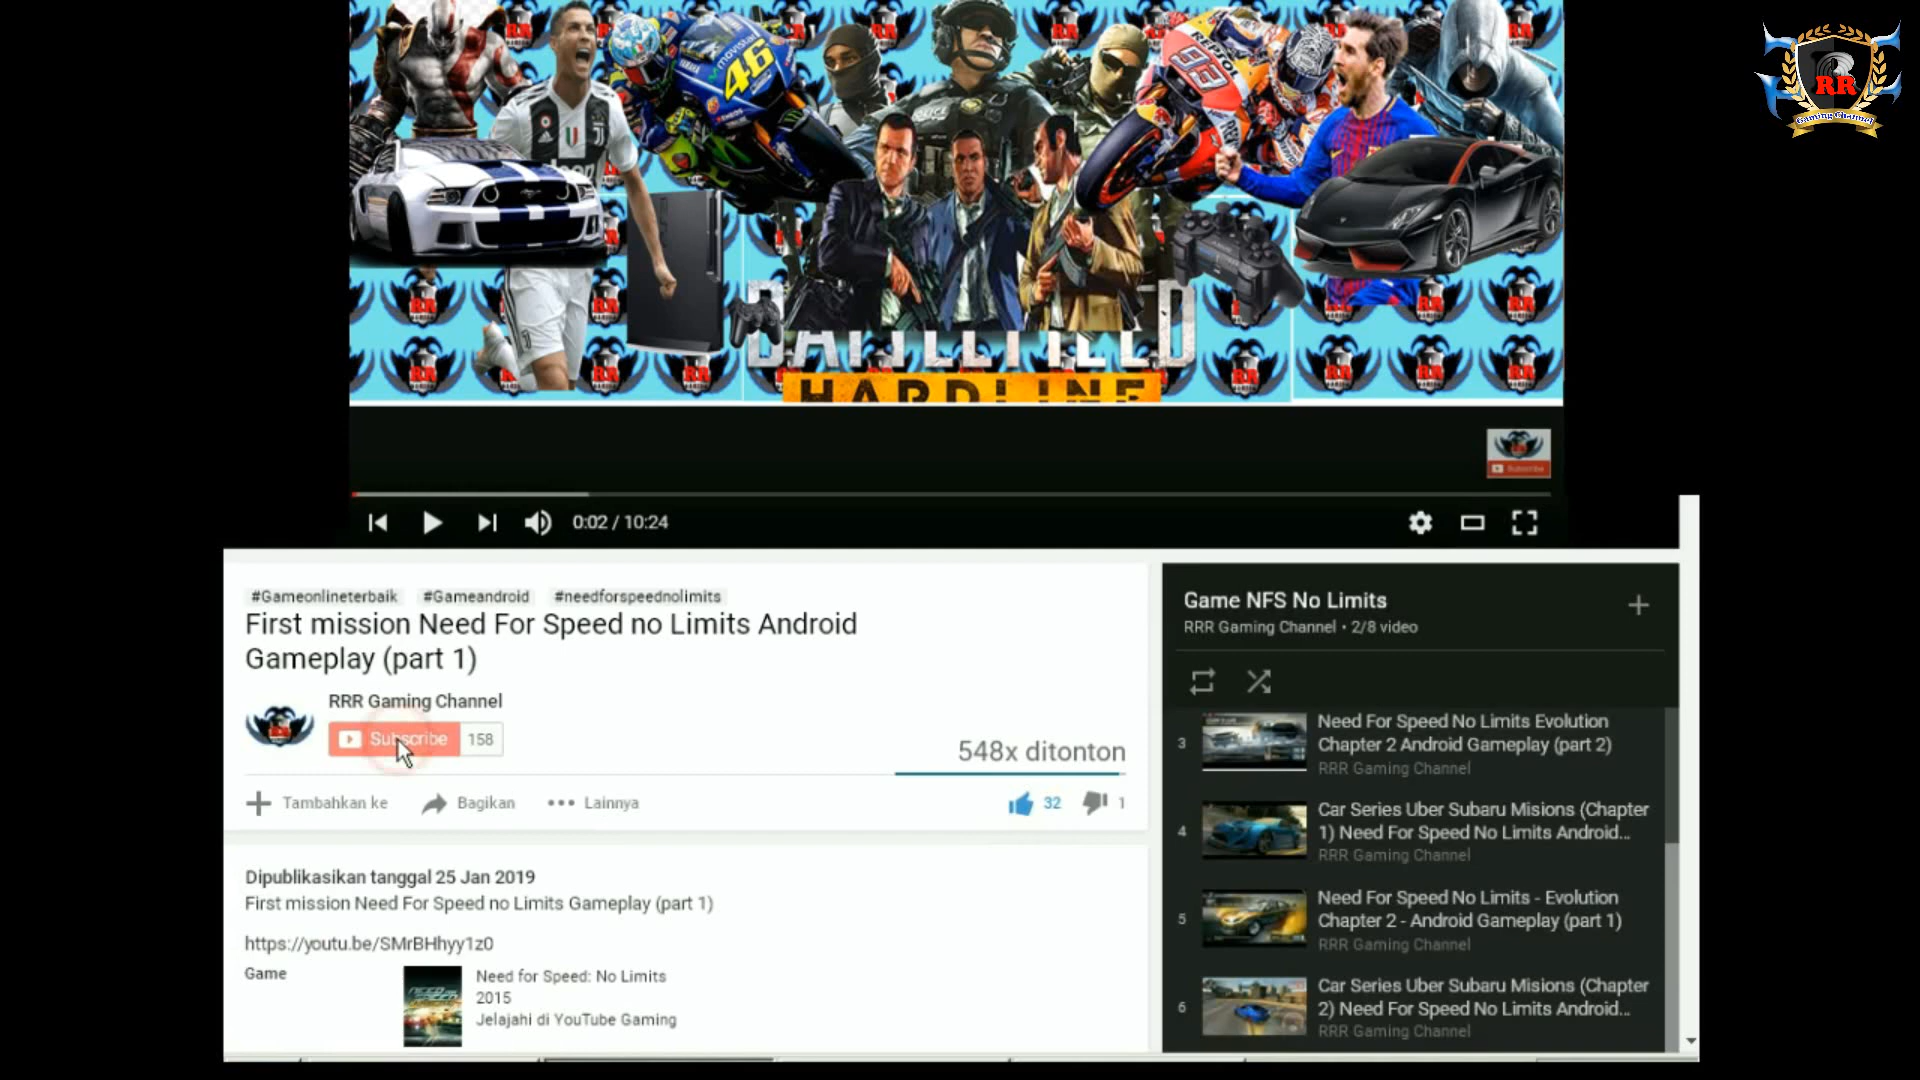 46
movistar
REPSOL
93
RR
Gaming Channel
BATTLEFIELD
HARDLINE
Subscribe
0:02 / 10:24
#Gameonlineterbaik #Gameandroid #needforspeednolimits
First mission Need For Speed no Limits Android
Gameplay (part 1)
RRR Gaming Channel
Subscribe 158
548x ditonton
Tambahkan ke Bagikan Lainnya 32 1
Dipublikasikan tanggal 25 Jan 2019
First mission Need For Speed no Limits Gameplay (part 1)
https://youtu.be/SMrBHhyy1z0
Game
Need for Speed: No Limits
2015
Jelajahi di YouTube Gaming
Game NFS No Limits
RRR Gaming Channel • 2/8 video
3
Need For Speed No Limits Evolution
Chapter 2 Android Gameplay (part 2)
RRR Gaming Channel
4
Car Series Uber Subaru Misions (Chapter
1) Need For Speed No Limits Android...
RRR Gaming Channel
5
Need For Speed No Limits - Evolution
Chapter 2 - Android Gameplay (part 1)
RRR Gaming Channel
6
Car Series Uber Subaru Misions (Chapter
2) Need For Speed No Limits Android...
RRR Gaming Channel